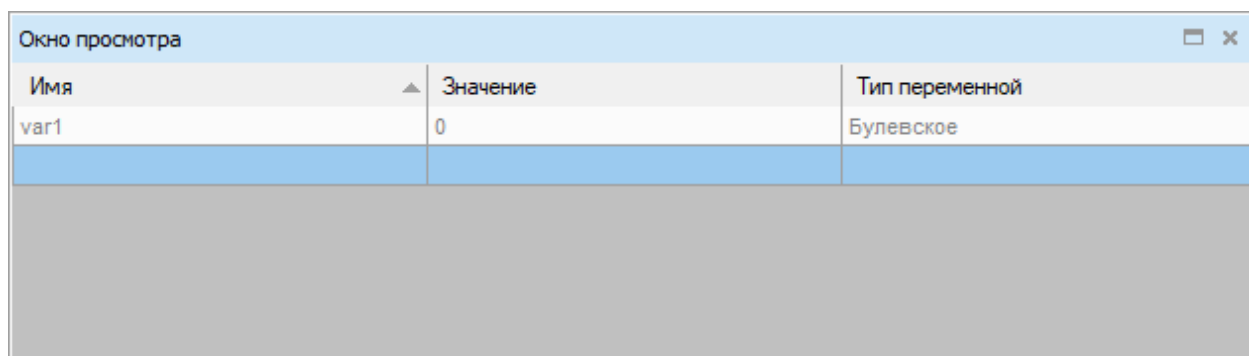 Окно просмотра
Имя Значение Тип переменной
var1 0 Булевское